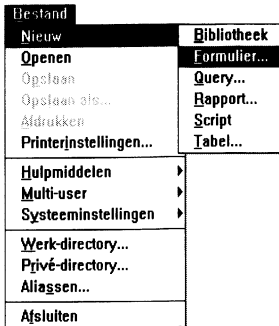 Bestand
Nieuw
Openen
Opslaan
Opslaan als...
Afdrukken
Printerinstellingen...
Hulpmiddelen
Multi-user
Systeeminstellingen
Werk-directory...
Privé-directory...
Aliassen...
Afsluiten
Bibliotheek
Formulier...
Query...
Rapport...
Script
Tabel...